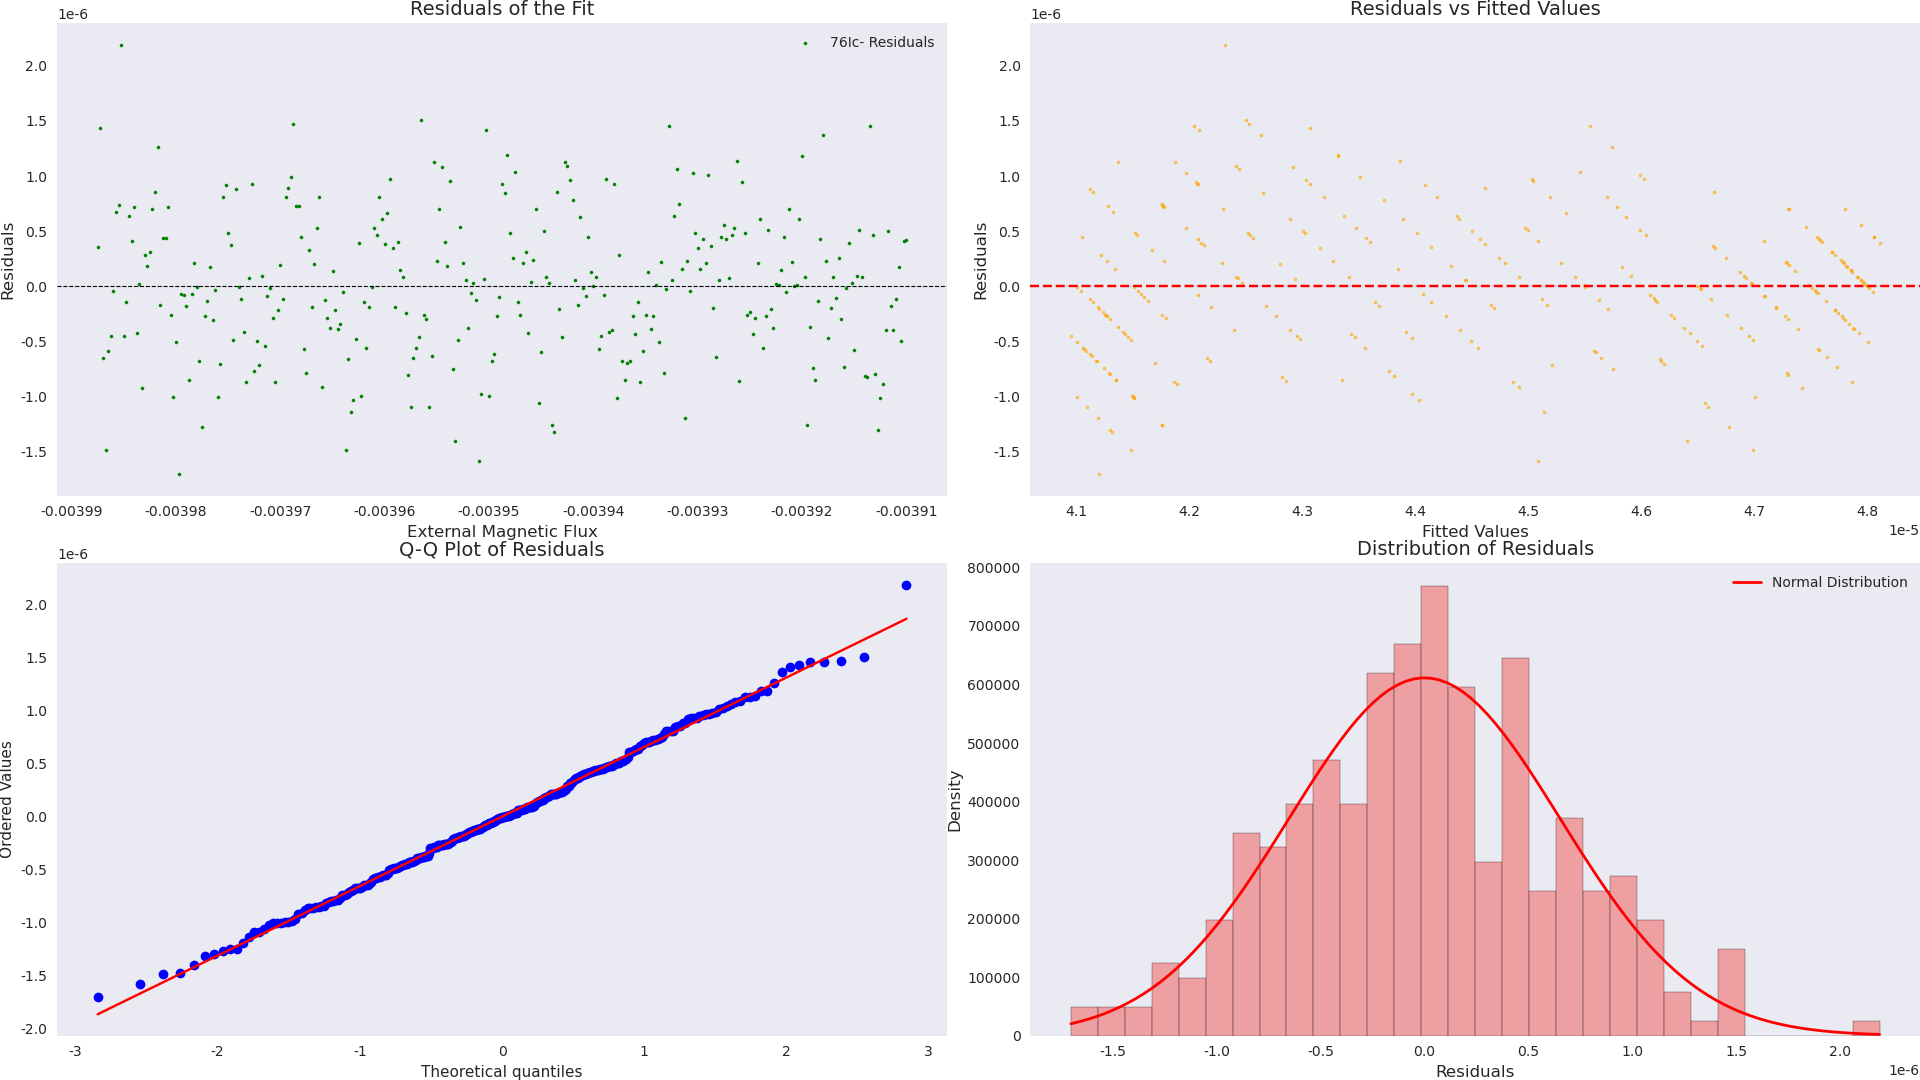 Residuals of the Fit
1e-6
76Ic- Residuals
2.0
1.5
1.0
0.5
0.0
-0.5
-1.0
-1.5
Residuals
-0.00399 -0.00398 -0.00397 -0.00396 -0.00395 -0.00394 -0.00393 -0.00392 -0.00391
External Magnetic Flux
Residuals vs Fitted Values
1e-6
2.0
1.5
1.0
0.5
0.0
-0.5
-1.0
-1.5
Residuals
4.1 4.2 4.3 4.4 4.5 4.6 4.7 4.8
1e-5
Fitted Values
Q-Q Plot of Residuals
1e-6
2.0
1.5
1.0
0.5
0.0
-0.5
-1.0
-1.5
-2.0
Ordered Values
-3 -2 -1 0 1 2 3
Theoretical quantiles
Distribution of Residuals
Normal Distribution
800000
700000
600000
500000
400000
300000
200000
100000
0
Density
-1.5 -1.0 -0.5 0.0 0.5 1.0 1.5 2.0
1e-6
Residuals